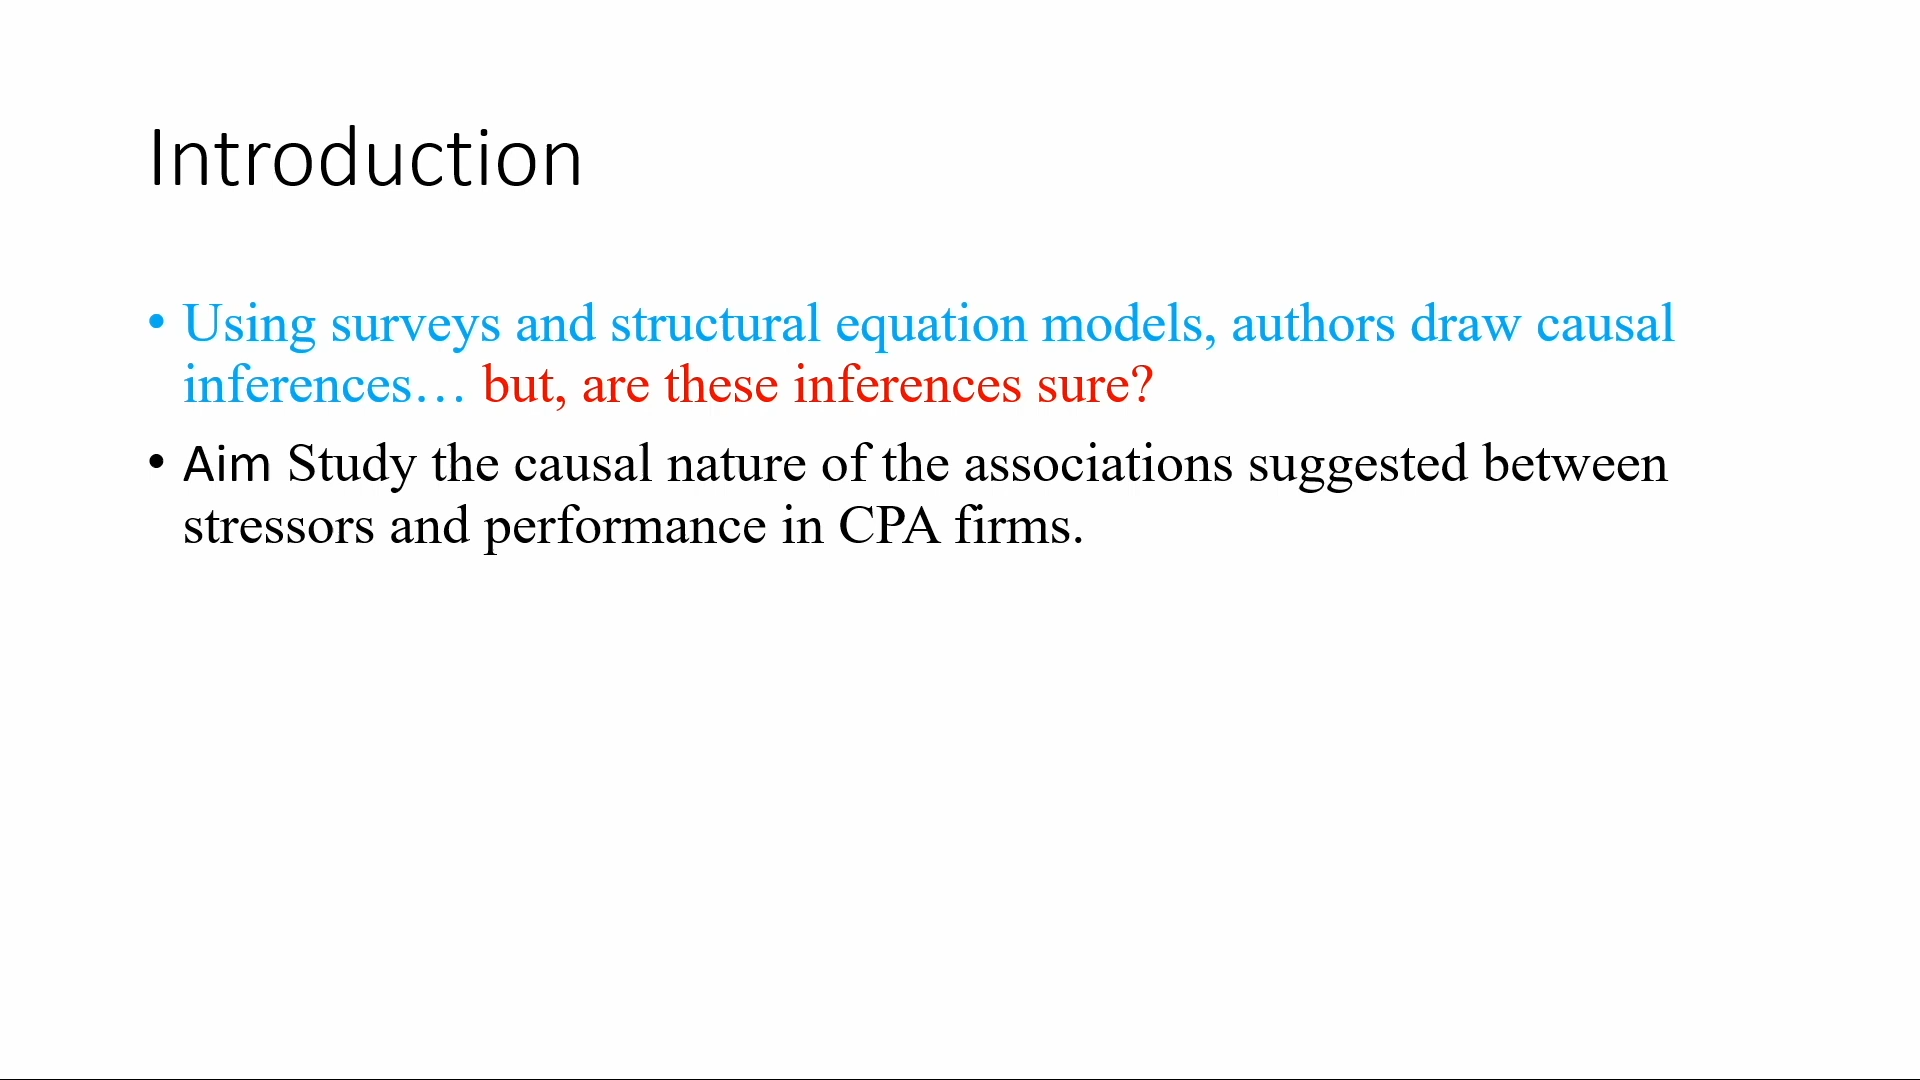 Introduction
• Using surveys and structural equation models, authors draw causal
inferences… but, are these inferences sure?
• Aim Study the causal nature of the associations suggested between
stressors and performance in CPA firms.